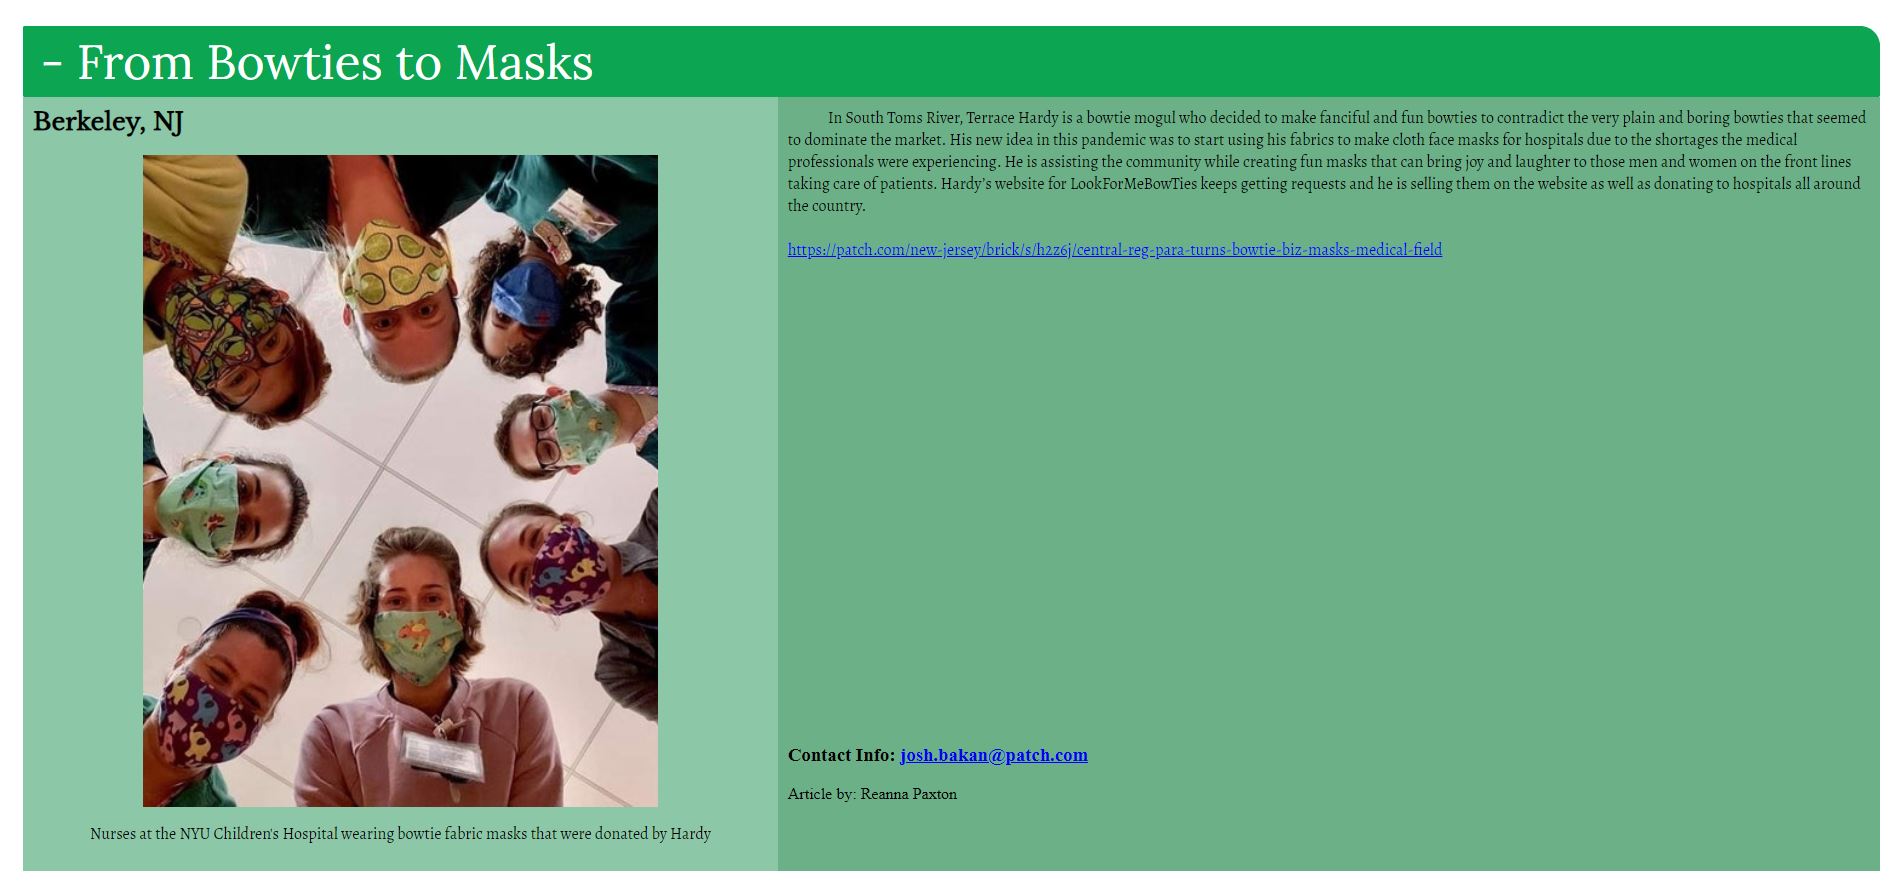 - From Bowties to Masks
Berkeley, NJ
Nurses at the NYU Children's Hospital wearing bowtie fabric masks that were donated by Hardy
In South Toms River, Terrace Hardy is a bowtie mogul who decided to make fanciful and fun bowties to contradict the very plain and boring bowties that seemed
to dominate the market. His new idea in this pandemic was to start using his fabrics to make cloth face masks for hospitals due to the shortages the medical
professionals were experiencing. He is assisting the community while creating fun masks that can bring joy and laughter to those men and women on the front lines
taking care of patients. Hardy's website for LookForMeBowTies keeps getting requests and he is selling them on the website as well as donating to hospitals all around
the country.
https://patch.com/new-jersey/brick/s/h2z6j/central-reg-para-turns-bowtie-biz-masks-medical-field
Contact Info: josh.bakan@patch.com
Article by: Reanna Paxton